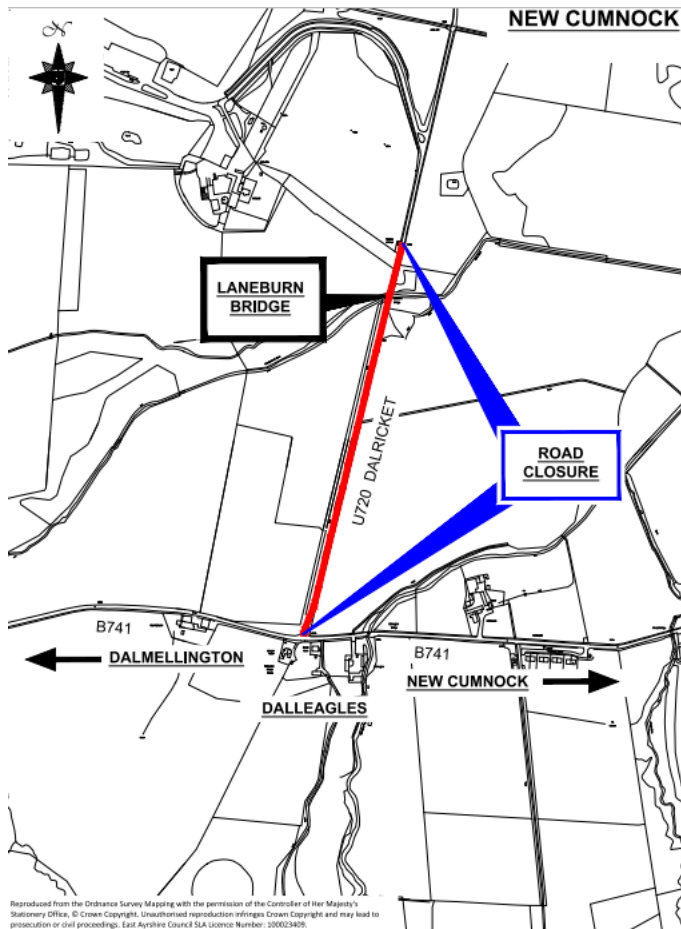 NEW CUMNOCK
N
LANEBURN
BRIDGE
U720 DALRICKET
ROAD
CLOSURE
B741
DALMELLINGTON
B741
NEW CUMNOCK
DALLEAGLES
Reproduced from the Ordnance Survey Mapping with the permission of the Controller of Her Majesty's
Stationery Office, © Crown Copyright. Unauthorised reproduction infringes Crown Copyright and may lead to
prosecution or civil proceedings. East Ayrshire Council SLA Licence Number: 100023409.